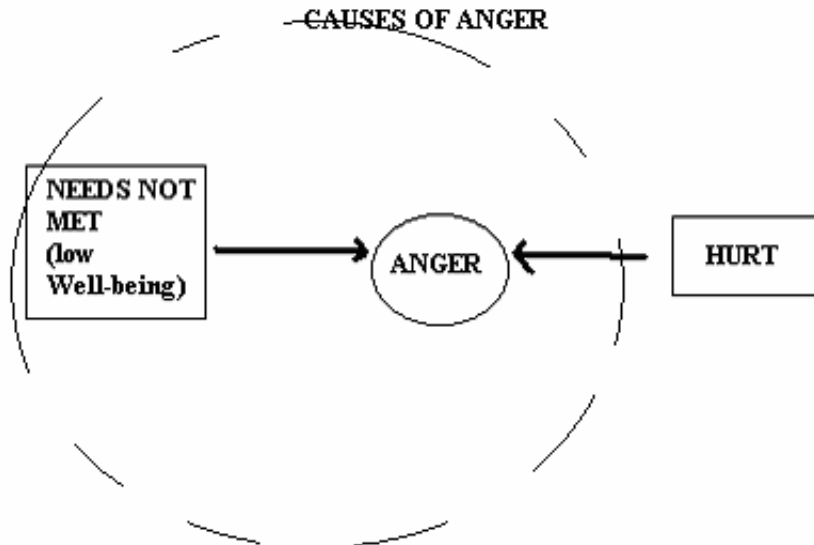 CAUSES OF ANGER
NEEDS NOT
MET
(low
Well-being)
ANGER
HURT